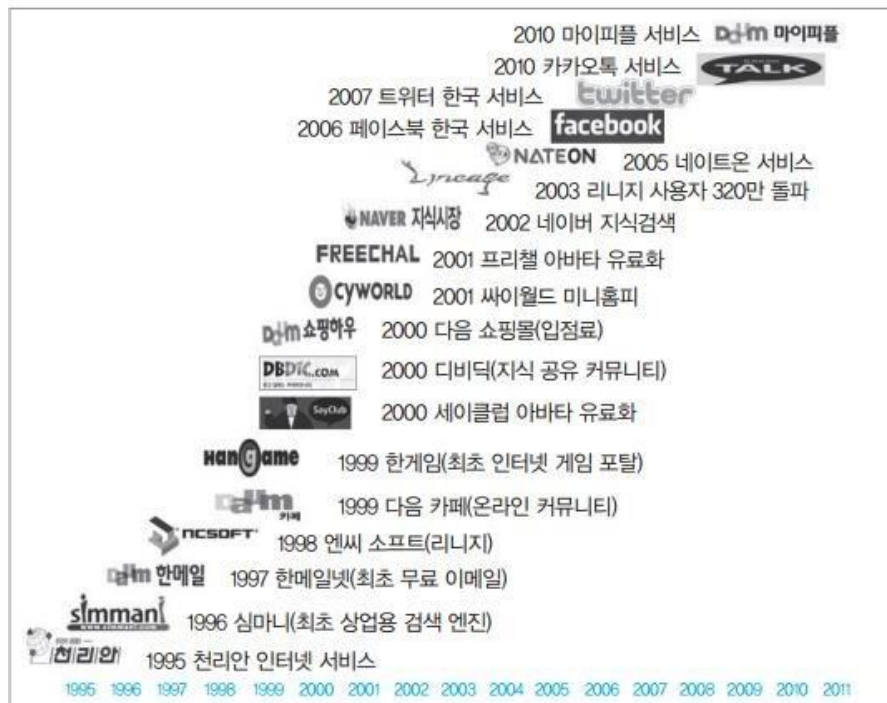 2010 마이피플 서비스 Daum 마이피플
2010 카카오톡 서비스 TALK
2007 트위터 한국 서비스 twitter
2006 페이스북 한국 서비스 facebook
NATEON 2005 네이트온 서비스
Lineage 2003 리니지 사용자 320만 돌파
NAVER 지식시장 2002 네이버 지식검색
FREECHAL 2001 프리챌 아바타 유료화
CYWORLD 2001 싸이월드 미니홈피
Daum 쇼핑하우 2000 다음 쇼핑몰(입점료)
DBDIC.COM 2000 디비딕(지식 공유 커뮤니티)
SayClub 2000 세이클럽 아바타 유료화
HanGame 1999 한게임(최초 인터넷 게임 포탈)
Daum 카페 1999 다음 카페(온라인 커뮤니티)
NCSOFT 1998 엔씨 소프트(리니지)
Daum 한메일 1997 한메일넷(최초 무료 이메일)
simmani WWW.SIMMANI.COM 1996 심마니(최초 상업용 검색 엔진)
천리안 1995 천리안 인터넷 서비스
1995 1996 1997 1998 1999 2000 2001 2002 2003 2004 2005 2006 2007 2008 2009 2010 2011